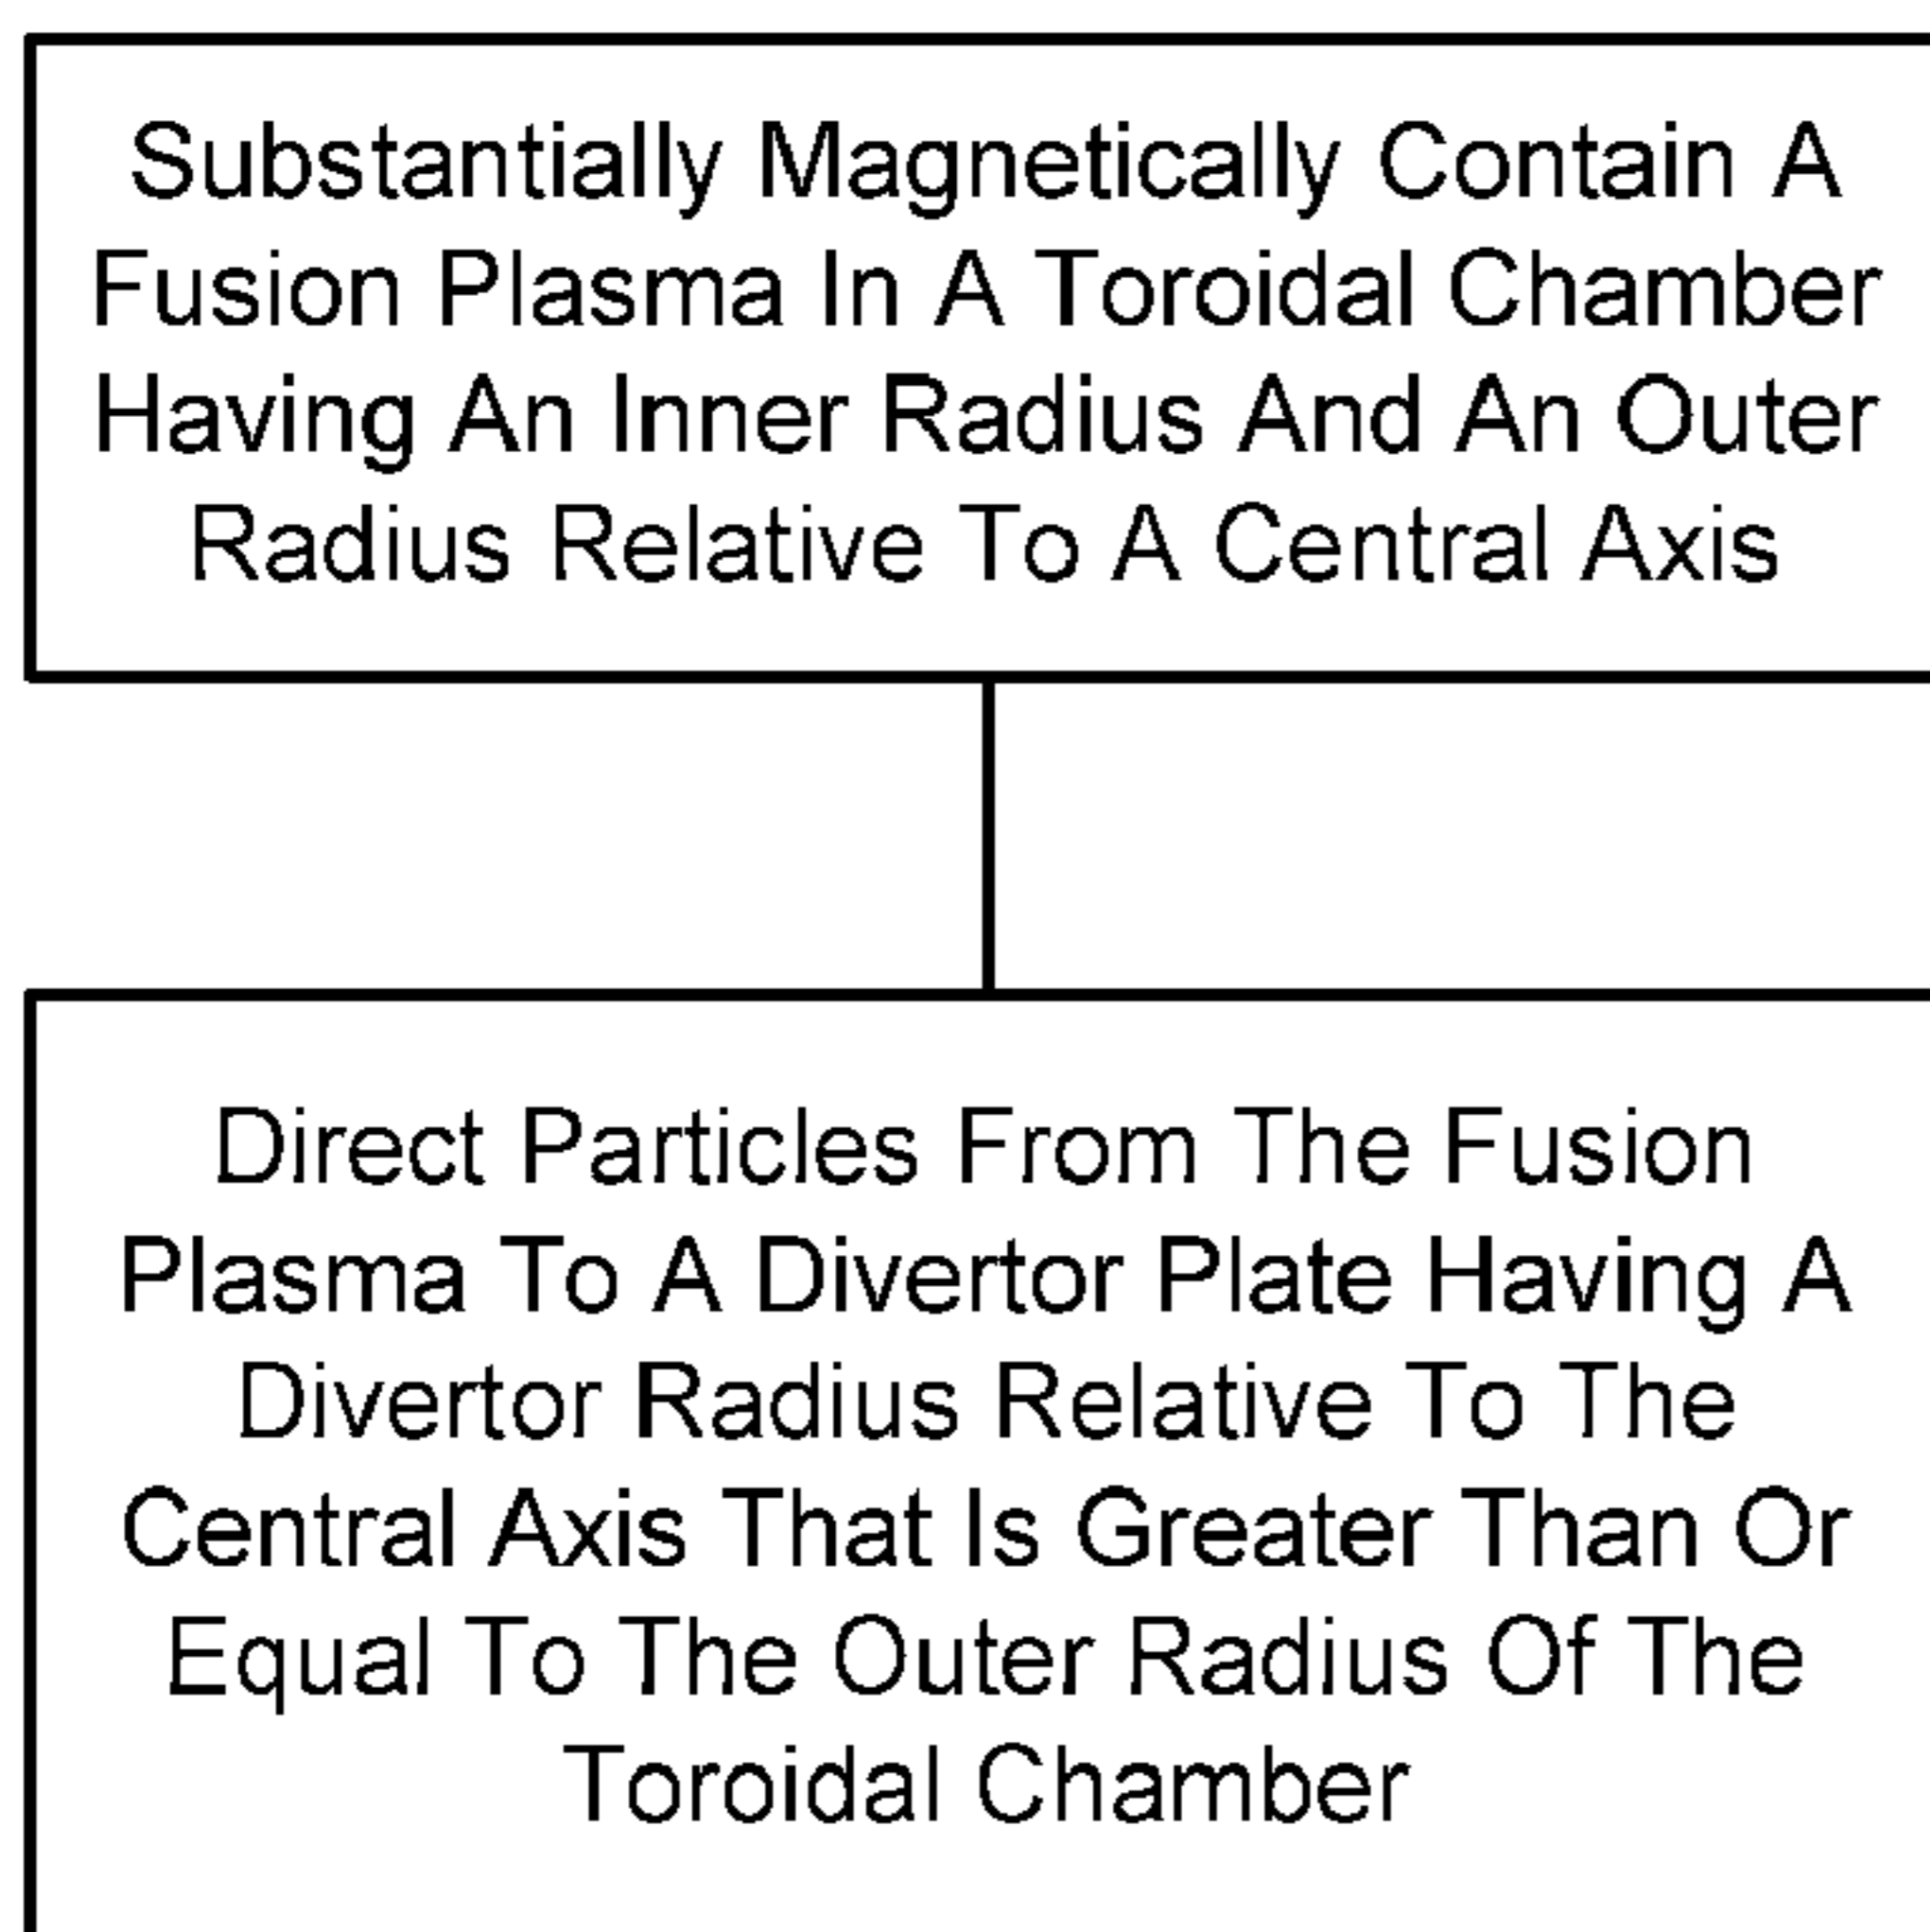 Substantially Magnetically Contain A
Fusion Plasma In A Toroidal Chamber
Having An Inner Radius And An Outer
Radius Relative To A Central Axis
Direct Particles From The Fusion
Plasma To A Divertor Plate Having A
Divertor Radius Relative To The
Central Axis That Is Greater Than Or
Equal To The Outer Radius Of The
Toroidal Chamber